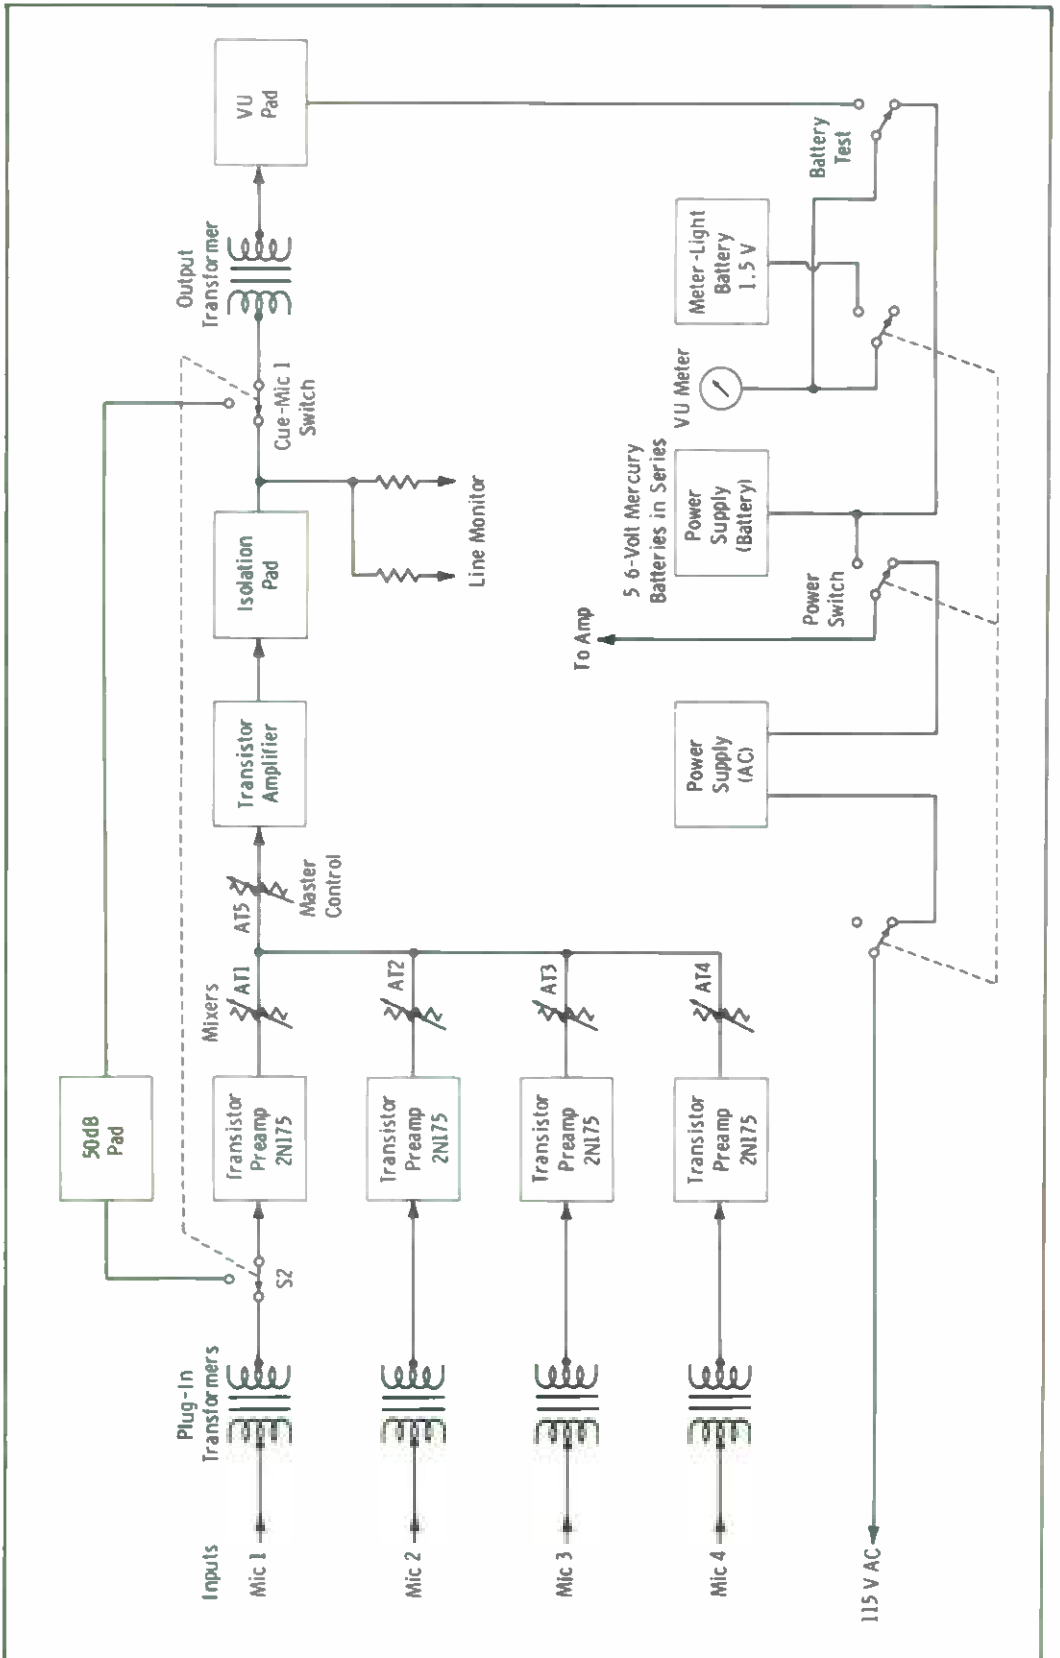 Inputs
Plug-In
Transformers
Mic 1
Mic 2
Mic 3
Mic 4
115 V AC
50 dB
Pad
S2
Transistor
Preamp
2N175
Transistor
Preamp
2N175
Transistor
Preamp
2N175
Transistor
Preamp
2N175
Mixers
AT1
AT2
AT3
AT4
AT5
Master
Control
Transistor
Amplifier
Isolation
Pad
Line Monitor
Cue-Mic 1
Switch
Output
Transformer
VU
Pad
Power
Supply
(AC)
To Amp
Power
Switch
5 6-Volt Mercury
Batteries in Series
Power
Supply
(Battery)
VU Meter
Meter-Light
Battery
1.5 V
Battery
Test